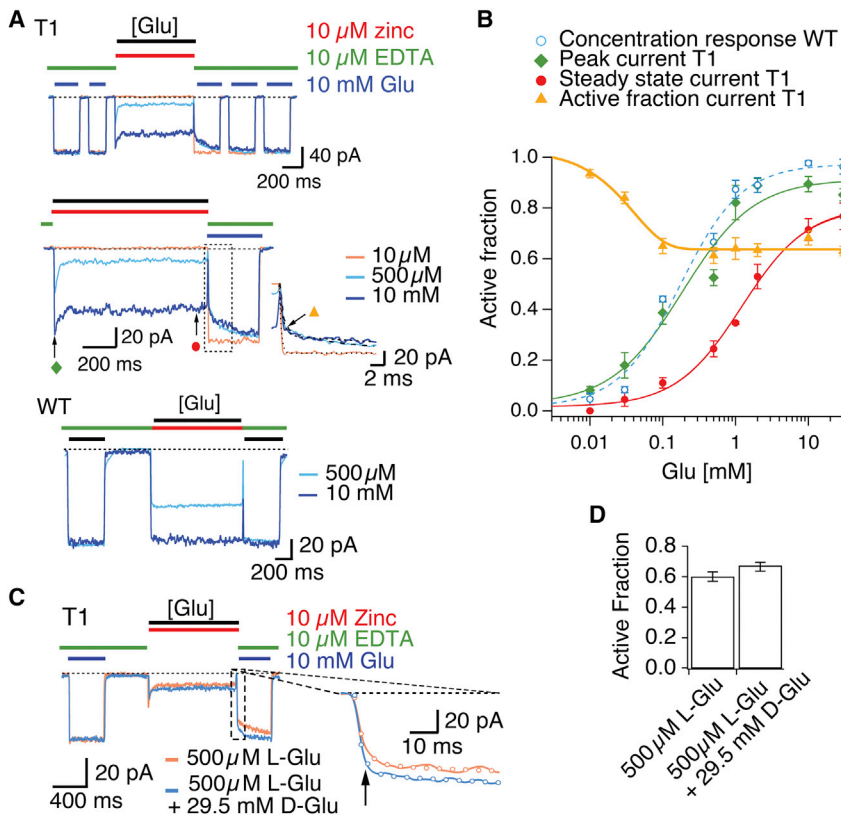 A
T1
[Glu]
10 µM zinc
10 µM EDTA
10 mM Glu
40 pA
200 ms
10 µM
500 µM
10 mM
20 pA
200 ms
20 pA
2 ms
WT
[Glu]
500 µM
10 mM
20 pA
200 ms
B
Concentration response WT
Peak current T1
Steady state current T1
Active fraction current T1
Active fraction
1.0
0.8
0.6
0.4
0.2
0.0
0.01
0.1
1
10
Glu [mM]
C
T1
[Glu]
10 µM Zinc
10 µM EDTA
10 mM Glu
20 pA
10 ms
20 pA
400 ms
500 µM L-Glu
500 µM L-Glu
+ 29.5 mM D-Glu
D
Active Fraction
0.8
0.6
0.4
0.2
0.0
500 µM L-Glu
500 µM L-Glu
+ 29.5 mM D-Glu